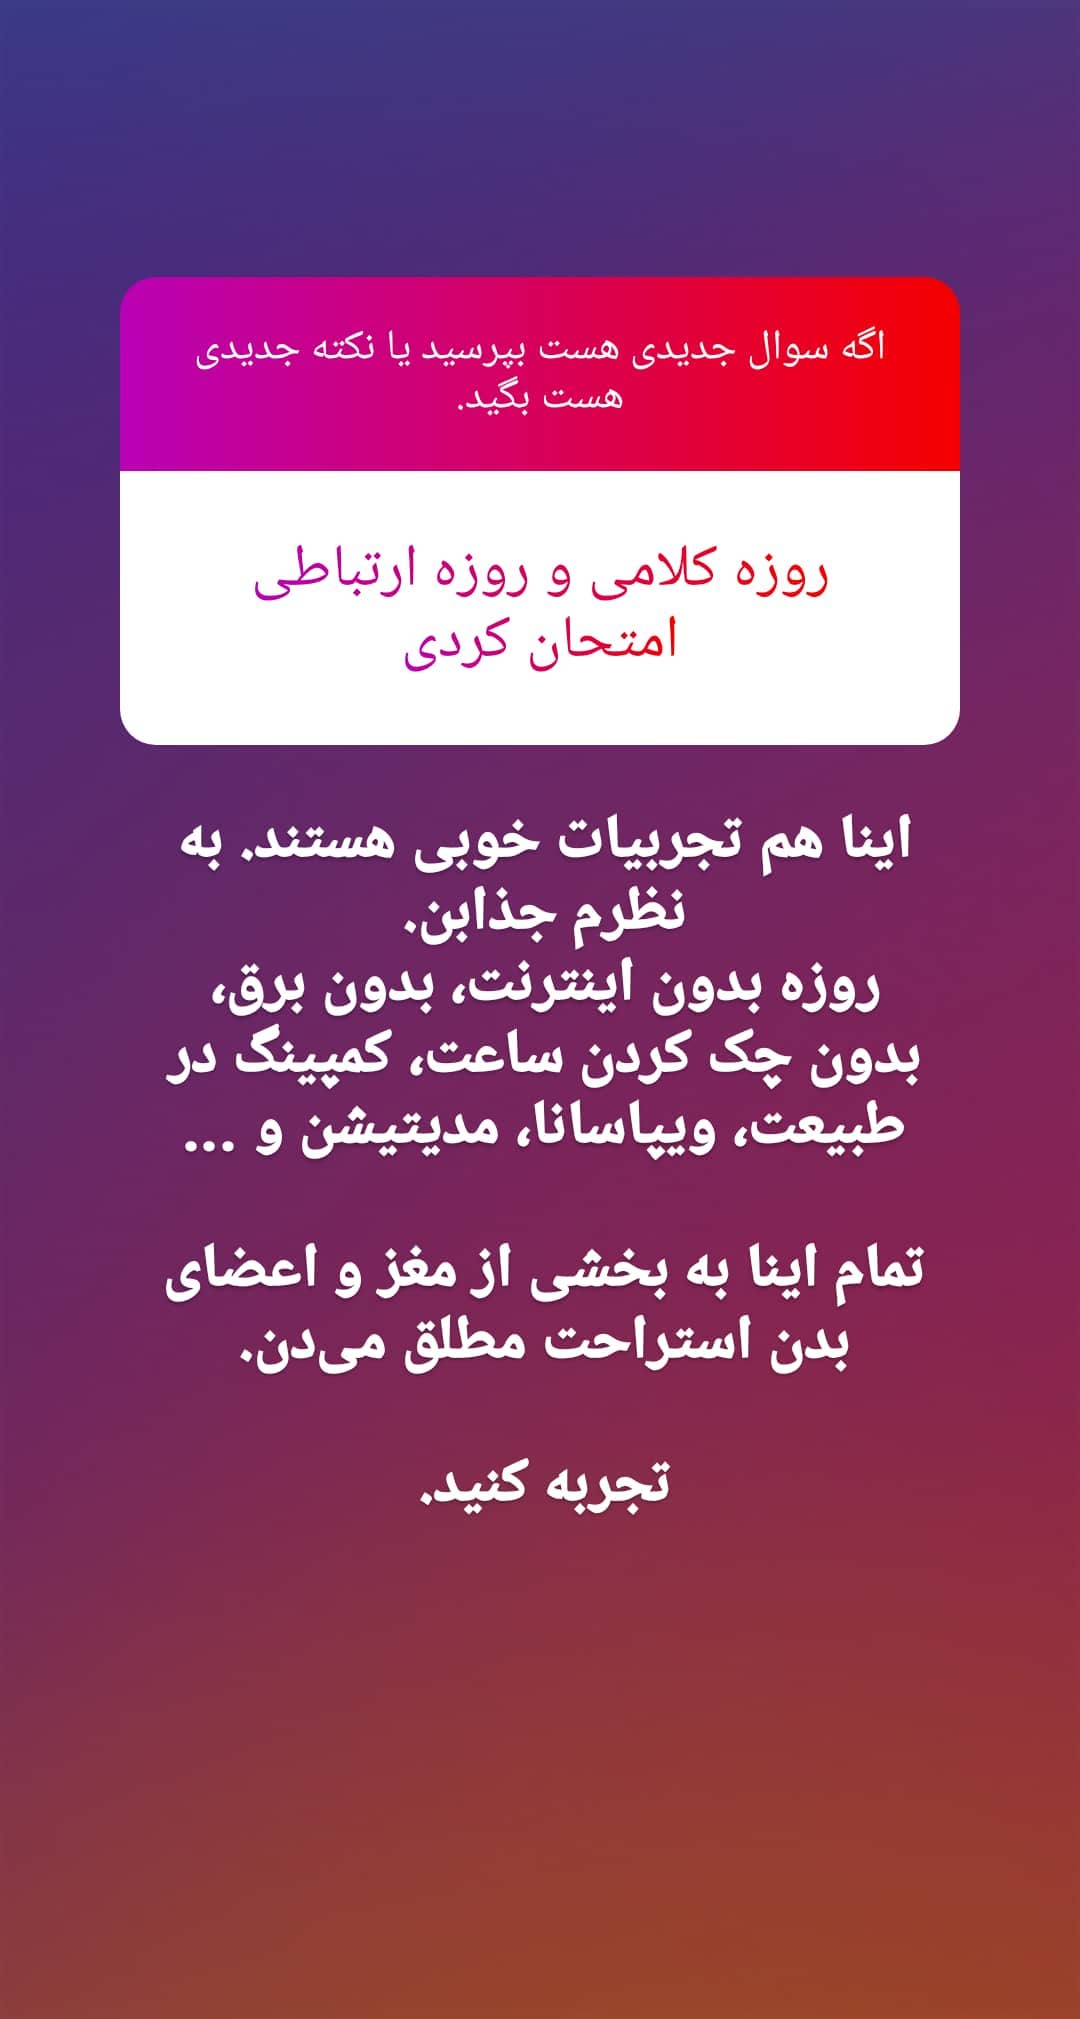 اگه سوال جدیدی هست بپرسید یا نکته جدیدی
هست بگید.
روزه کلامی و روزه ارتباطی
امتحان کردی
اینا هم تجربیات خوبی هستند. به
نظرم جذابن.
روزه بدون اینترنت، بدون برق،
بدون چک کردن ساعت، کمپینگ در
طبیعت، ویپاسانا، مدیتیشن و ...
تمام اینا به بخشی از مغز و اعضای
بدن استراحت مطلق می‌دن.
تجربه کنید.